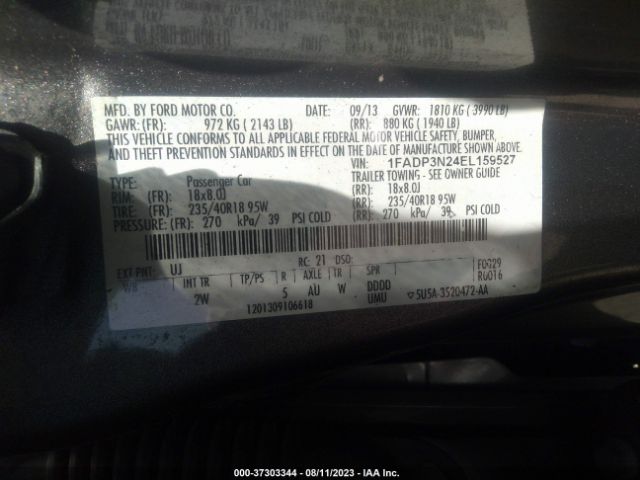 MFD. BY FORD MOTOR CO. DATE: 09/13 GVWR: 1810 KG ( 3990 LB)
GAWR: (FR): 972 KG ( 2143 LB) (RR): 880 KG ( 1940 LB)
THIS VEHICLE CONFORMS TO ALL APPLICABLE FEDERAL MOTOR VEHICLE SAFETY, BUMPER,
AND THEFT PREVENTION STANDARDS IN EFFECT ON THE DATE OF MANUFACTURE SHOWN ABOVE.
VIN: 1FADP3N24EL159527
TYPE: Passenger Car TRAILER TOWING - SEE OWNER GUIDE
RIM: (FR): 18x8.0J (RR): 18x8.0J
TIRE: (FR): 235/40R18 95W (RR): 235/40R18 95W
PRESSURE: (FR): 270 kPa/ 39 PSI COLD (RR): 270 kPa/ 39 PSI COLD
EXT PNT: UJ RC: 21 DSO: F0029
WB INT TR TP/PS R AXLE TR SPR R0016
2W 5 AU W DDDD
UMU 5U5A-3520472-AA
1201309106618
000-37303344 - 08/11/2023 - IAA Inc.